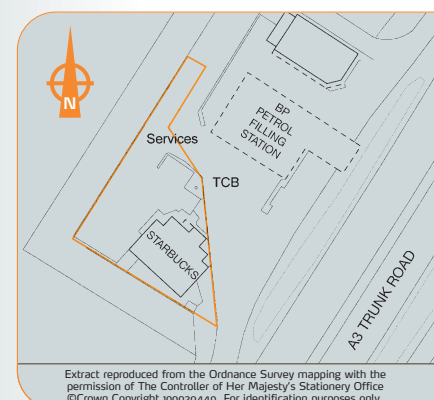 N
BP
PETROL
FILLING
STATION
Services
TCB
STARBUCKS
A3 TRUNK ROAD
Extract reproduced from the Ordnance Survey mapping with the
permission of The Controller of Her Majesty's Stationery Office
©Crown Copyright 100020449. For identification purposes only.